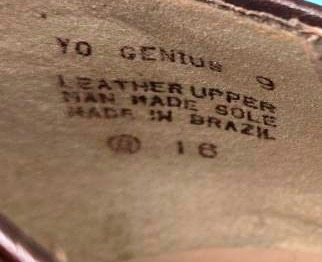 YO GENIUS 9
LEATHER UPPER
MAN MADE SOLE
MADE IN BRAZIL
@ 16